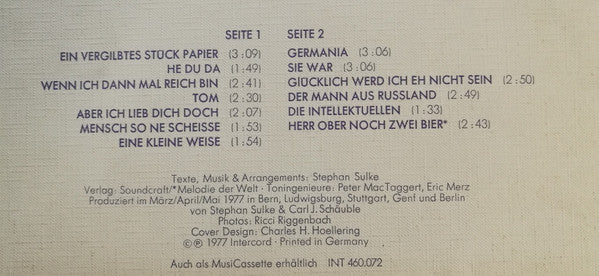 SEITE 1
EIN VERGILBTES STÜCK PAPIER (3:09)
HE DU DA (1:49)
WENN ICH DANN MAL REICH BIN (2:41)
TOM (2:30)
ABER ICH LIEB DICH DOCH (2:07)
MENSCH SO NE SCHEISSE (1:53)
EINE KLEINE WEISE (1:54)
SEITE 2
GERMANIA (3:06)
SIE WAR (3:06)
GLÜCKLICH WERD ICH EH NICHT SEIN (2:50)
DER MANN AUS RUSSLAND (2:49)
DIE INTELLEKTUELLEN (1:33)
HERR OBER NOCH ZWEI BIER* (2:43)
Texte, Musik & Arrangements: Stephan Sulke
Verlag: Soundcraft/*Melodie der Welt · Toningenieure: Peter MacTaggert, Eric Merz
Produziert im März/April/Mai 1977 in Bern, Ludwigsburg, Stuttgart, Genf und Berlin
von Stephan Sulke & Carl J. Schäuble
Photos: Ricci Riggenbach
Cover Design: Charles H. Hoellering
©℗ 1977 Intercord · Printed in Germany
Auch als MusiCassette erhältlich INT 460.072